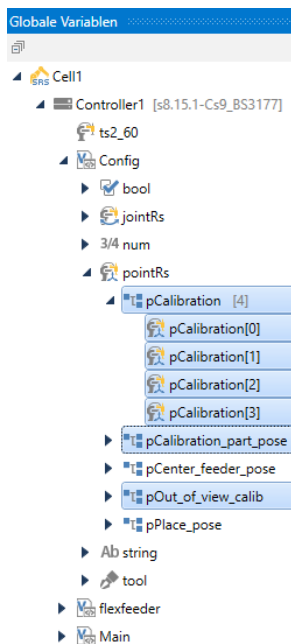 Globale Variablen
SRS Cell1
Controller1 [s8.15.1-Cs9_BS3177]
ts2_60
Config
bool
jointRs
3/4 num
pointRs
pCalibration [4]
pCalibration[0]
pCalibration[1]
pCalibration[2]
pCalibration[3]
pCalibration_part_pose
pCenter_feeder_pose
pOut_of_view_calib
pPlace_pose
Ab string
tool
flexfeeder
Main